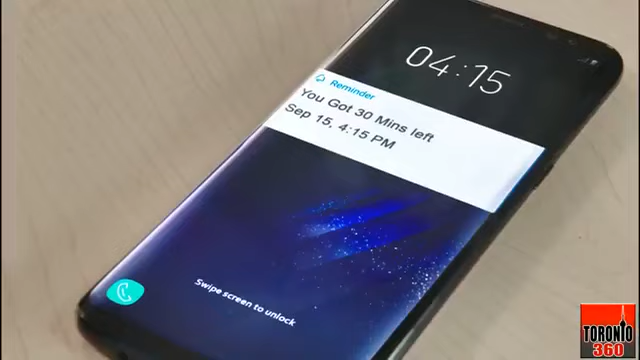 04:15
Reminder
You Got 30 Mins left
Sep 15, 4:15 PM
Swipe screen to unlock
TORONTO
360